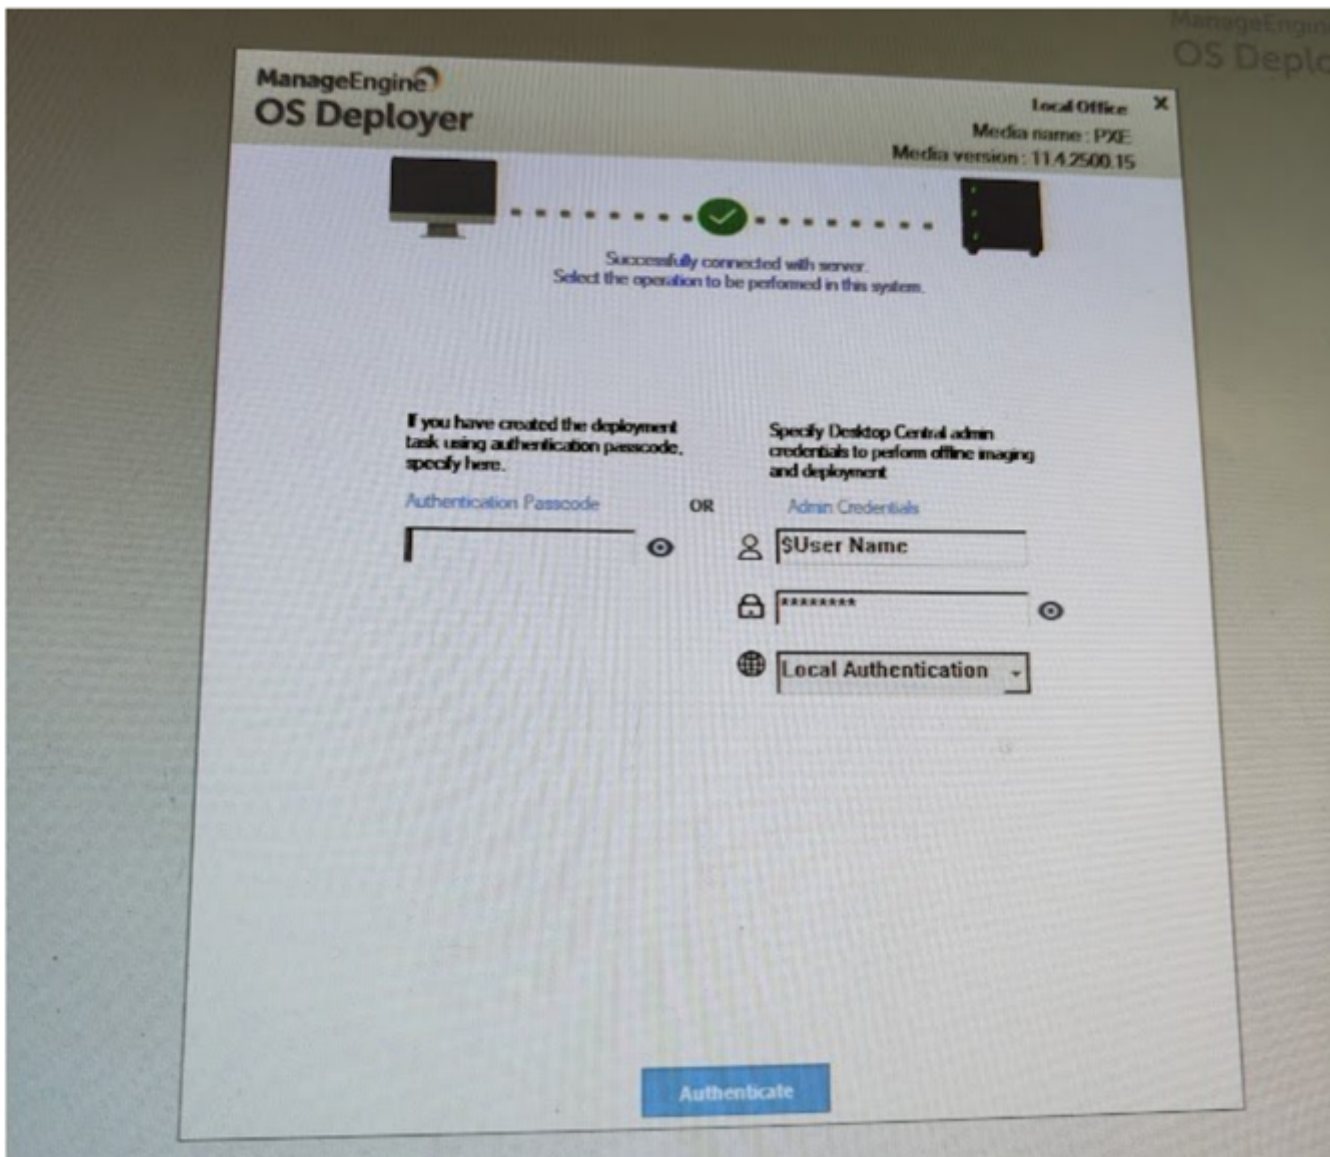 ManageEngine
OS Deployer
ManageEngine
OS Deplo
Local Office
Media name : PXE
Media version : 11.4.2500.15
Successfully connected with server.
Select the operation to be performed in this system.
If you have created the deployment
task using authentication passcode,
specify here.
Authentication Passcode
OR
Specify Desktop Central admin
credentials to perform offline imaging
and deployment
Admin Credentials
$User Name
********
Local Authentication
Authenticate